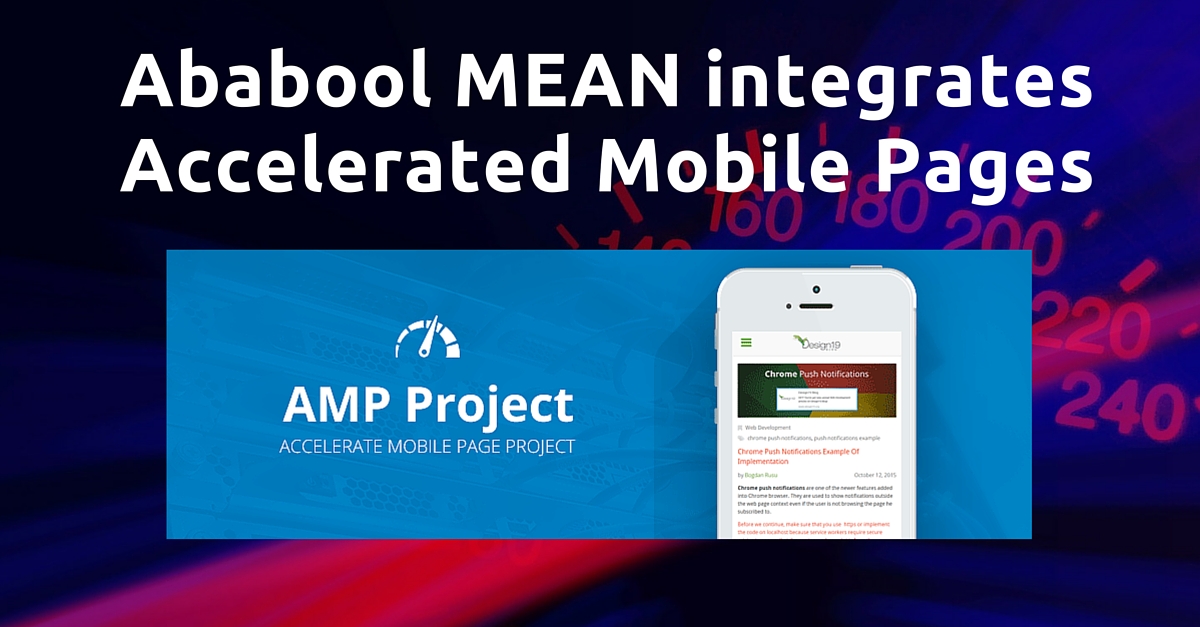 Ababool MEAN integrates
Accelerated Mobile Pages
140
160
180
200
220
240
AMP Project
ACCELERATE MOBILE PAGE PROJECT
Design19
Chrome Push Notifications
Web Development
chrome push notifications, push notifications example
Chrome Push Notifications Example Of
Implementation
by Bogdan Rusu October 12, 2015
Chrome push notifications are one of the newer features added
into Chrome browser. They are used to show notifications outside
the web page context even if the user is not browsing the page he
subscribed to.
Before we continue, make sure that you use https or implement
the code on localhost because service workers require secure